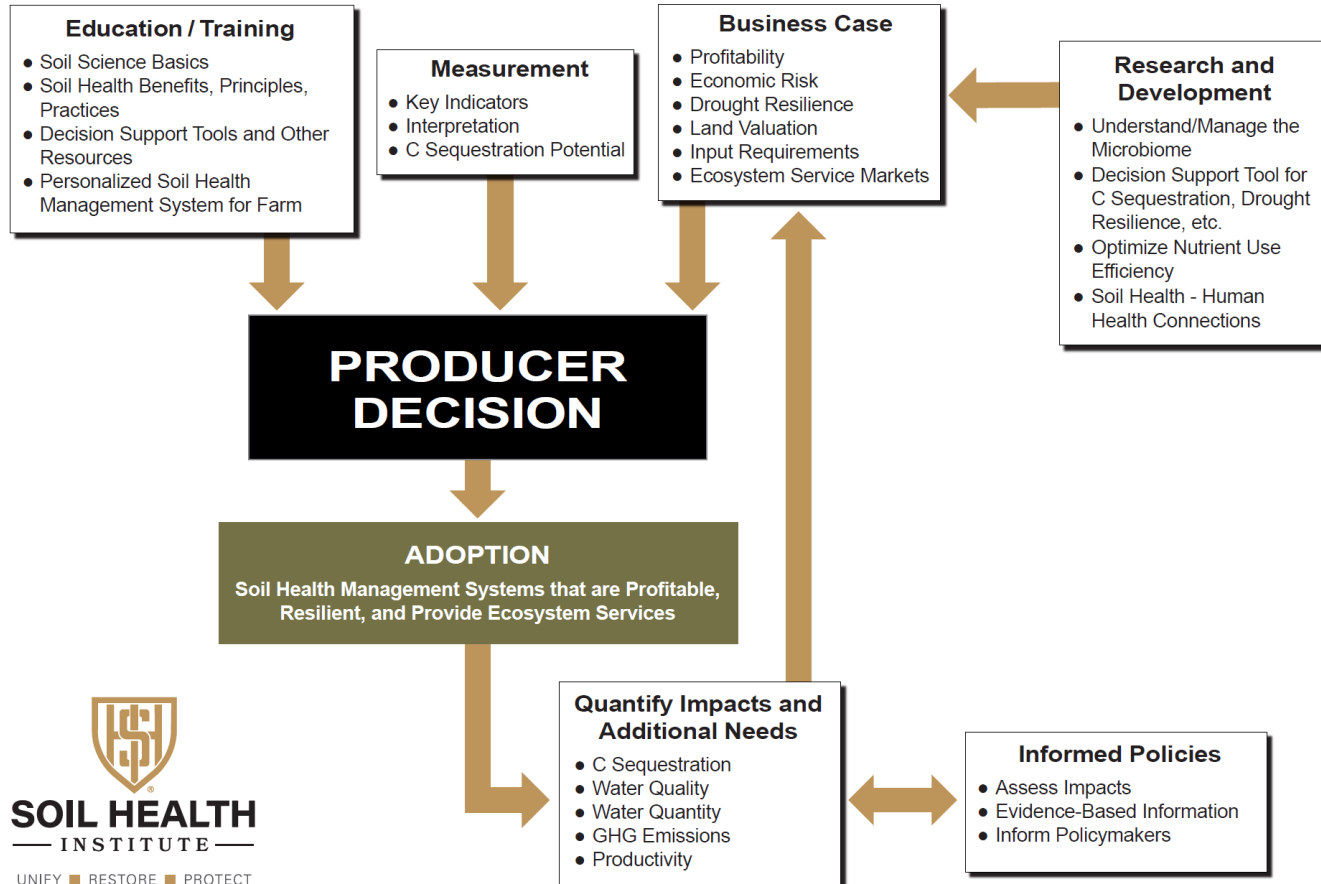 Education / Training
● Soil Science Basics
● Soil Health Benefits, Principles,
Practices
● Decision Support Tools and Other
Resources
● Personalized Soil Health
Management System for Farm
Measurement
● Key Indicators
● Interpretation
● C Sequestration Potential
Business Case
● Profitability
● Economic Risk
● Drought Resilience
● Land Valuation
● Input Requirements
● Ecosystem Service Markets
Research and
Development
● Understand/Manage the
Microbiome
● Decision Support Tool for
C Sequestration, Drought
Resilience, etc.
● Optimize Nutrient Use
Efficiency
● Soil Health - Human
Health Connections
PRODUCER
DECISION
ADOPTION
Soil Health Management Systems that are Profitable,
Resilient, and Provide Ecosystem Services
Quantify Impacts and
Additional Needs
● C Sequestration
● Water Quality
● Water Quantity
● GHG Emissions
● Productivity
Informed Policies
● Assess Impacts
● Evidence-Based Information
● Inform Policymakers
SHI
®
SOIL HEALTH
INSTITUTE
UNIFY ■ RESTORE ■ PROTECT